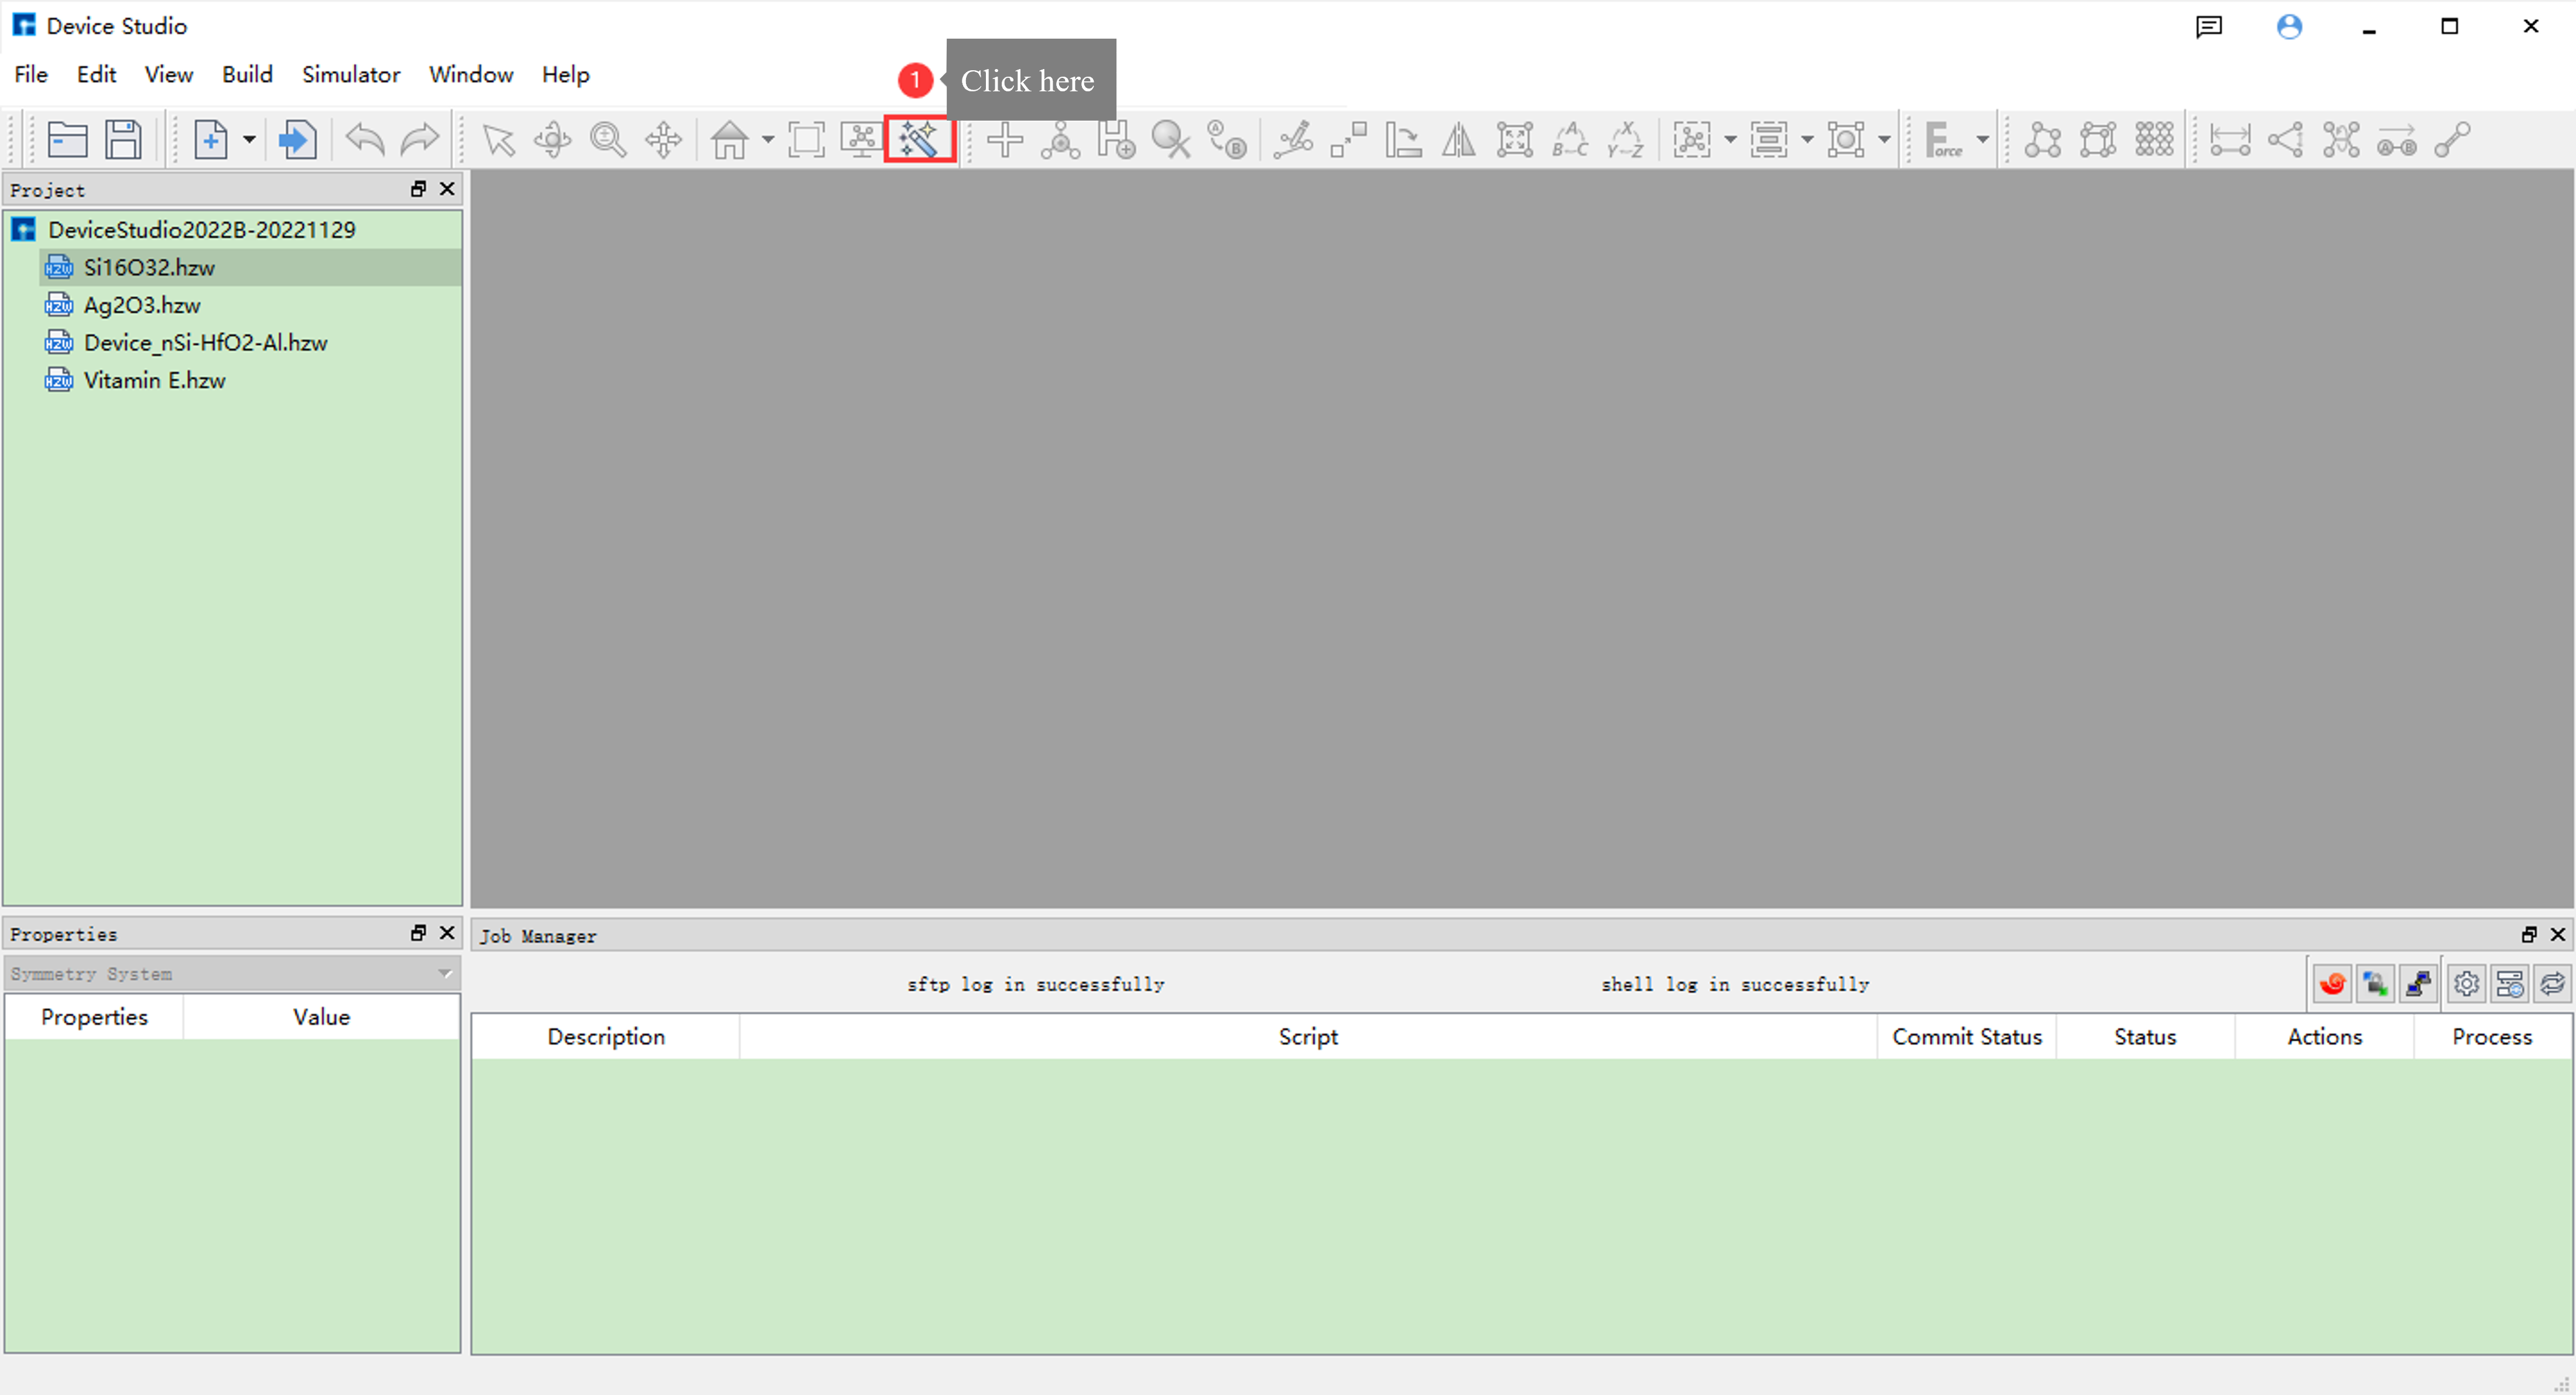 Device Studio
File Edit View Build Simulator Window Help
1 Click here
Force
Project
DeviceStudio2022B-20221129
Si16O32.hzw
Ag2O3.hzw
Device_nSi-HfO2-Al.hzw
Vitamin E.hzw
Properties
Symmetry System
Properties Value
Job Manager
sftp log in successfully shell log in successfully
Description Script Commit Status Status Actions Process